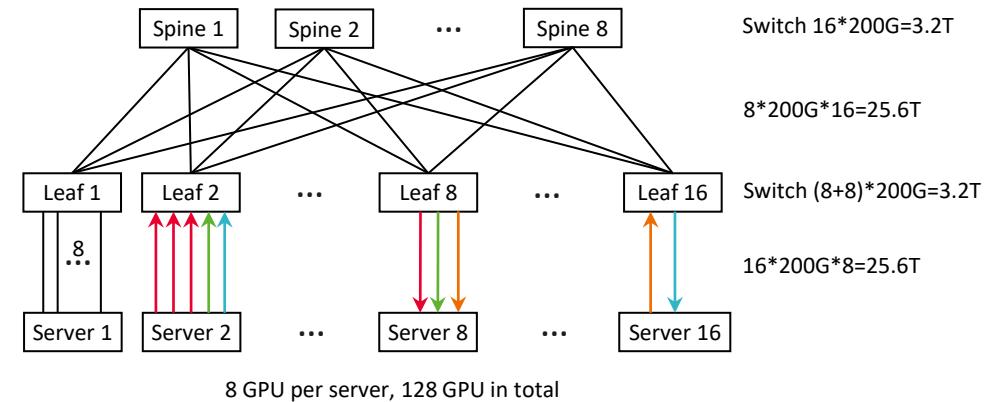 Spine 1
Spine 2
...
Spine 8
Switch 16*200G=3.2T
8*200G*16=25.6T
Leaf 1
Leaf 2
...
Leaf 8
...
Leaf 16
Switch (8+8)*200G=3.2T
8
...
16*200G*8=25.6T
Server 1
Server 2
...
Server 8
...
Server 16
8 GPU per server, 128 GPU in total